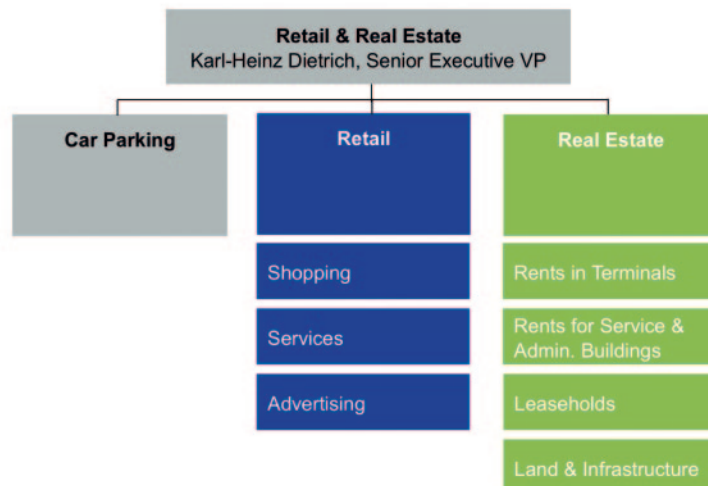 Retail & Real Estate
Karl-Heinz Dietrich, Senior Executive VP
Car Parking
Retail
Real Estate
Shopping
Rents in Terminals
Services
Rents for Service &
Admin. Buildings
Advertising
Leaseholds
Land & Infrastructure